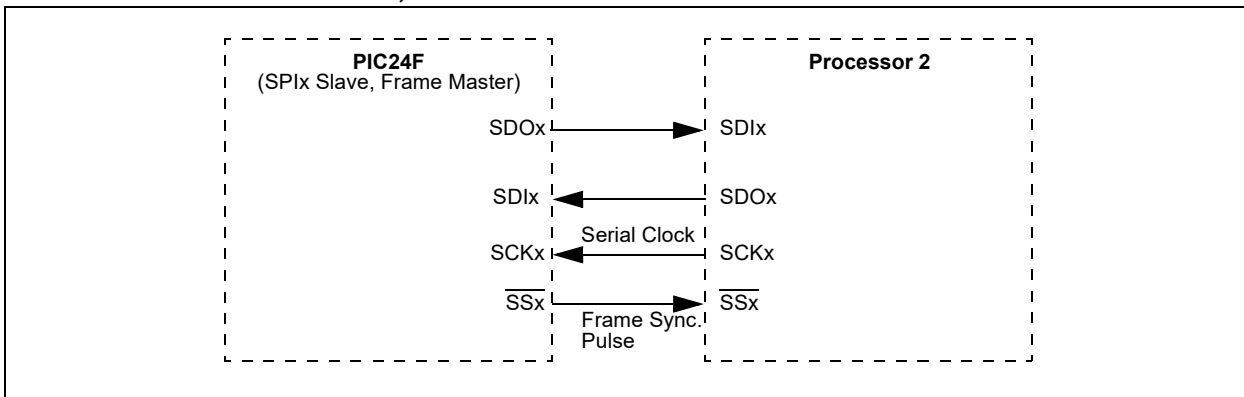 PIC24F
(SPIx Slave, Frame Master)
Processor 2
SDOx
SDIx
SDIx
SDOx
Serial Clock
SCKx
SCKx
SSx
SSx
Frame Sync.
Pulse